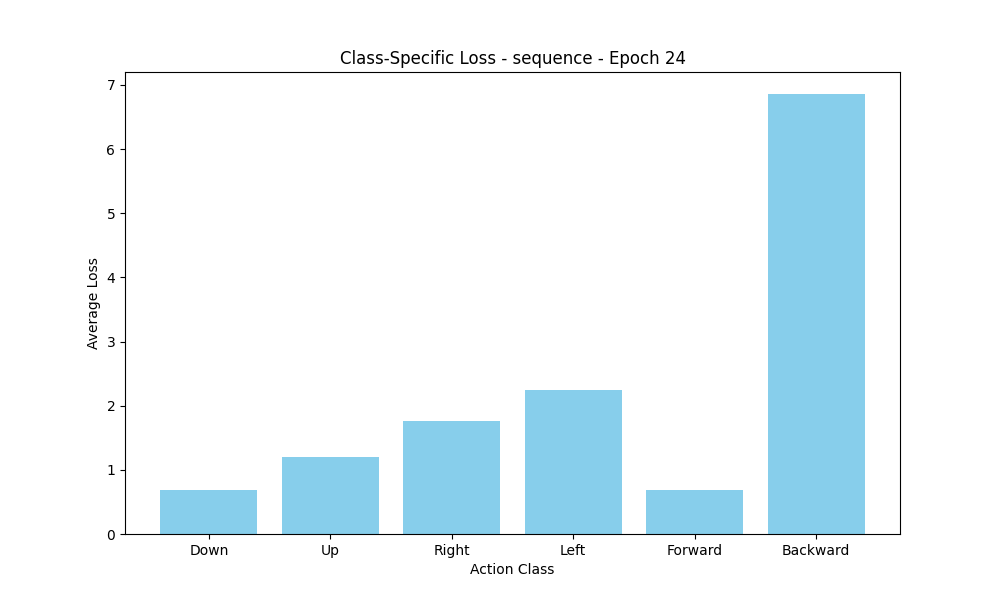 Class-Specific Loss - sequence - Epoch 24
7
6
5
4
3
2
1
0
Average Loss
Down Up Right Left Forward Backward
Action Class